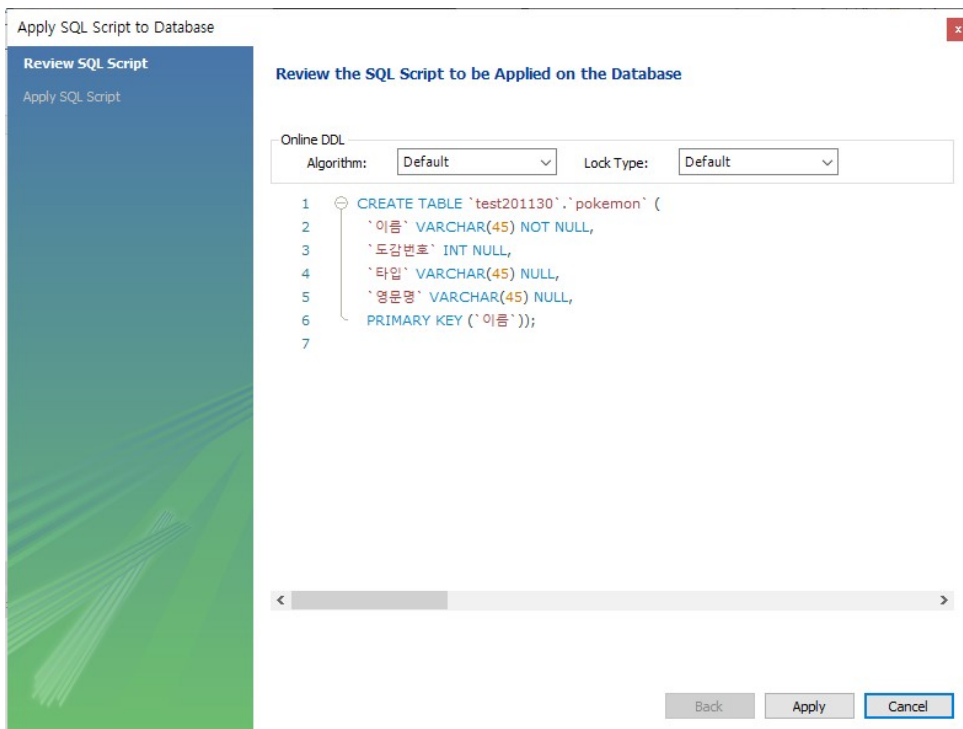 Apply SQL Script to Database
x
Review SQL Script
Apply SQL Script
Review the SQL Script to be Applied on the Database
Online DDL
Algorithm: Default Lock Type: Default
1 CREATE TABLE `test201130`.`pokemon` (
2 `이름` VARCHAR(45) NOT NULL,
3 `도감번호` INT NULL,
4 `타입` VARCHAR(45) NULL,
5 `영문명` VARCHAR(45) NULL,
6 PRIMARY KEY (`이름`));
7
Back Apply Cancel